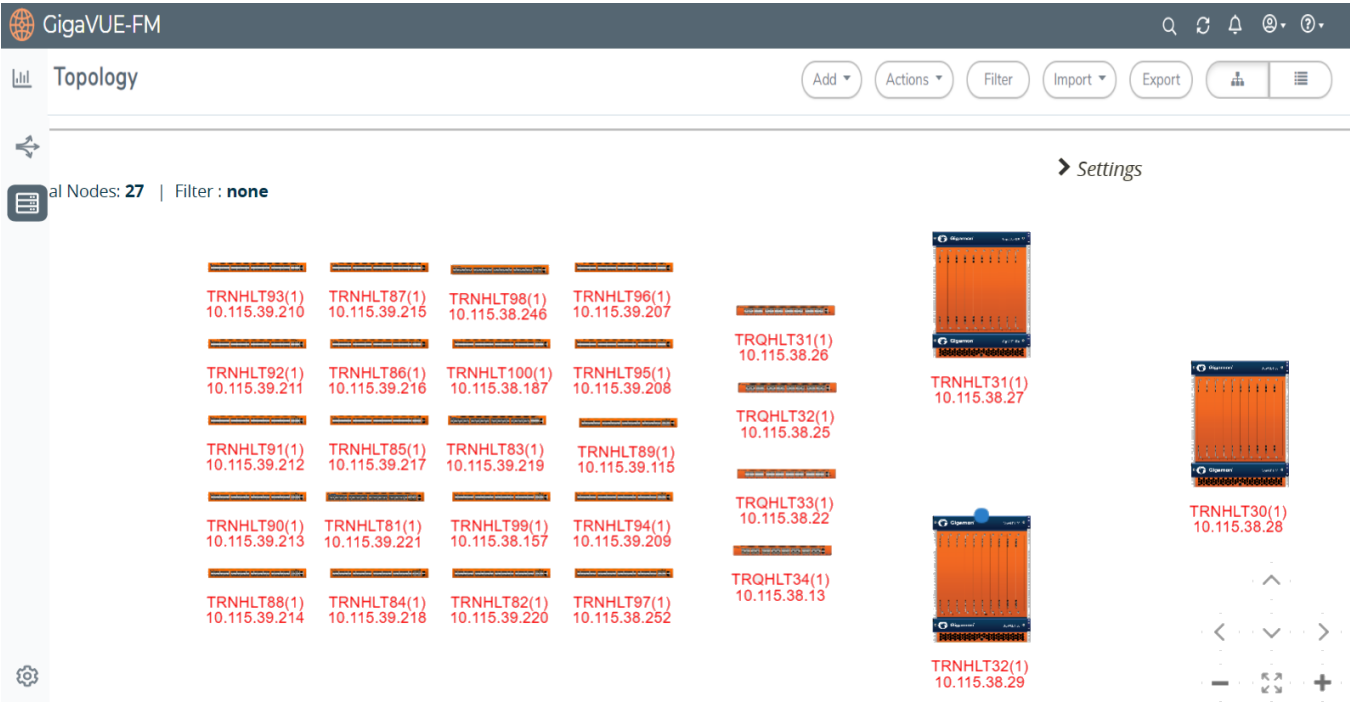 GigaVUE-FM
Topology
Add
Actions
Filter
Import
Export
Settings
al Nodes: 27 | Filter : none
TRNHLT93(1)
10.115.39.210
TRNHLT87(1)
10.115.39.215
TRNHLT98(1)
10.115.38.246
TRNHLT96(1)
10.115.39.207
TRNHLT92(1)
10.115.39.211
TRNHLT86(1)
10.115.39.216
TRNHLT100(1)
10.115.38.187
TRNHLT95(1)
10.115.39.208
TRNHLT91(1)
10.115.39.212
TRNHLT85(1)
10.115.39.217
TRNHLT83(1)
10.115.39.219
TRNHLT89(1)
10.115.39.115
TRNHLT90(1)
10.115.39.213
TRNHLT81(1)
10.115.39.221
TRNHLT99(1)
10.115.38.157
TRNHLT94(1)
10.115.39.209
TRNHLT88(1)
10.115.39.214
TRNHLT84(1)
10.115.39.218
TRNHLT82(1)
10.115.39.220
TRNHLT97(1)
10.115.38.252
TRQHLT31(1)
10.115.38.26
TRQHLT32(1)
10.115.38.25
TRQHLT33(1)
10.115.38.22
TRQHLT34(1)
10.115.38.13
Gigamon
Gigamon
TRNHLT31(1)
10.115.38.27
Gigamon
Gigamon
TRNHLT32(1)
10.115.38.29
Gigamon
Gigamon
TRNHLT30(1)
10.115.38.28